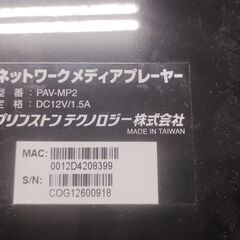 ネットワークメディアプレーヤー
型 番 : PAV-MP2
定 格 : DC12V/1.5A
プリンストン テクノロジー株式会社
MADE IN TAIWAN
MAC:
0012D4208399
S/N:
COG12600918